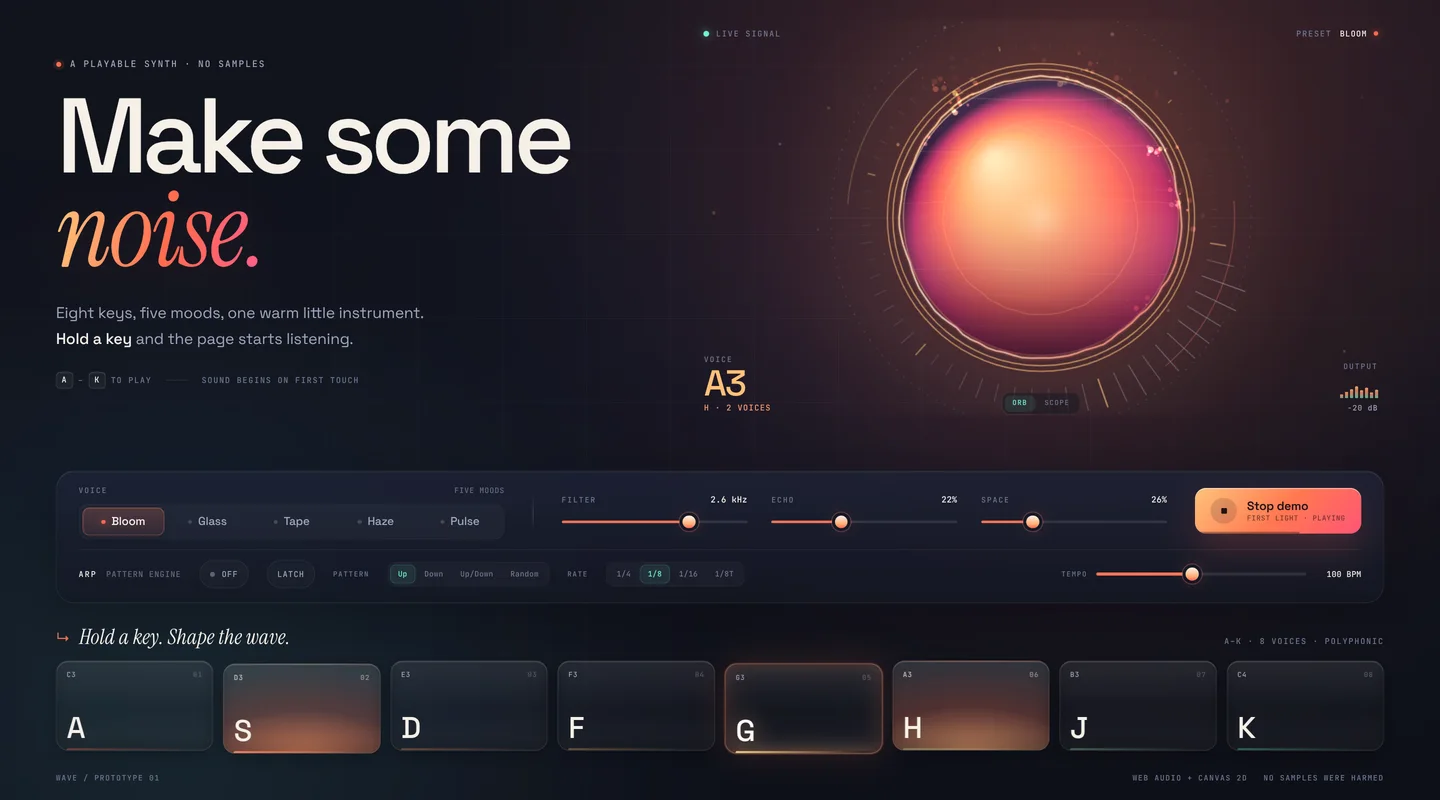 LIVE SIGNAL
PRESET BLOOM
A PLAYABLE SYNTH · NO SAMPLES
Make some
noise.
Eight keys, five moods, one warm little instrument.
Hold a key and the page starts listening.
A – K TO PLAY SOUND BEGINS ON FIRST TOUCH
VOICE
A3
H · 2 VOICES
ORB SCOPE
OUTPUT
-20 dB
VOICE FIVE MOODS
Bloom Glass Tape Haze Pulse
FILTER 2.6 kHz
ECHO 22%
SPACE 26%
Stop demo
FIRST LIGHT · PLAYING
ARP PATTERN ENGINE OFF LATCH PATTERN Up Down Up/Down Random RATE 1/4 1/8 1/16 1/8T TEMPO 100 BPM
↳ Hold a key. Shape the wave.
A–K · 8 VOICES · POLYPHONIC
C3 01
A
D3 02
S
E3 03
D
F3 04
F
G3 05
G
A3 06
H
B3 07
J
C4 08
K
WAVE / PROTOTYPE 01
WEB AUDIO + CANVAS 2D NO SAMPLES WERE HARMED